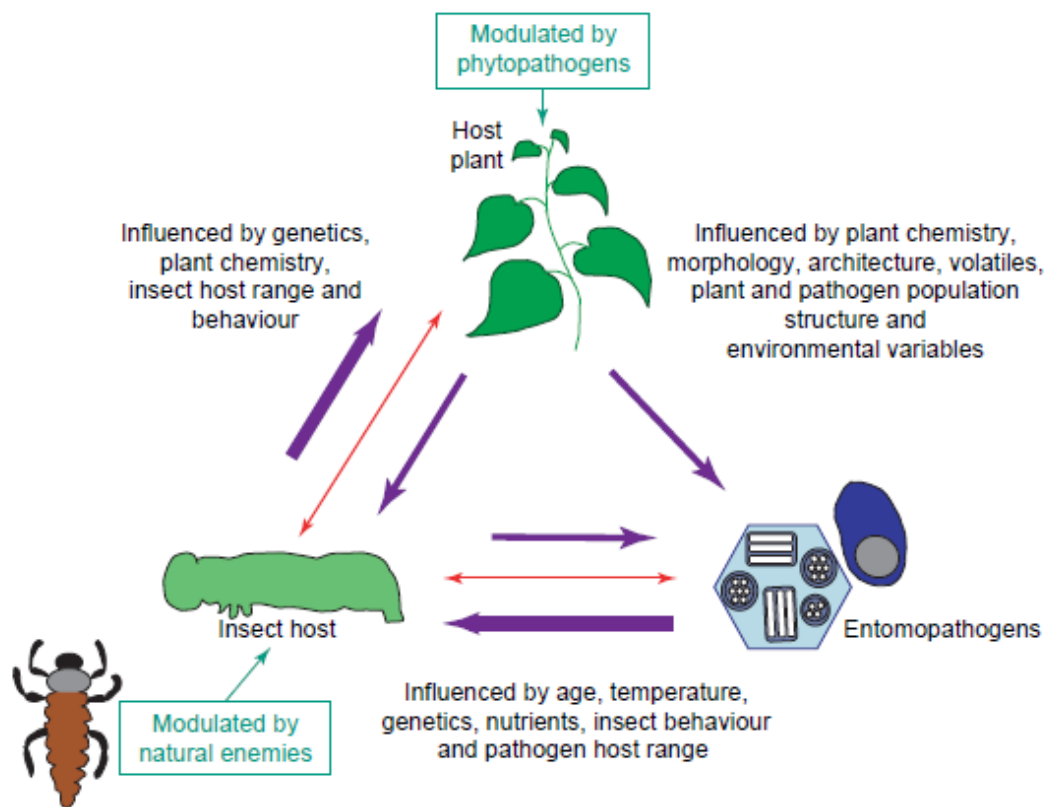 Modulated by
phytopathogens
Host
plant
Influenced by genetics,
plant chemistry,
insect host range and
behaviour
Influenced by plant chemistry,
morphology, architecture, volatiles,
plant and pathogen population
structure and
environmental variables
Insect host
Entomopathogens
Modulated by
natural enemies
Influenced by age, temperature,
genetics, nutrients, insect behaviour
and pathogen host range